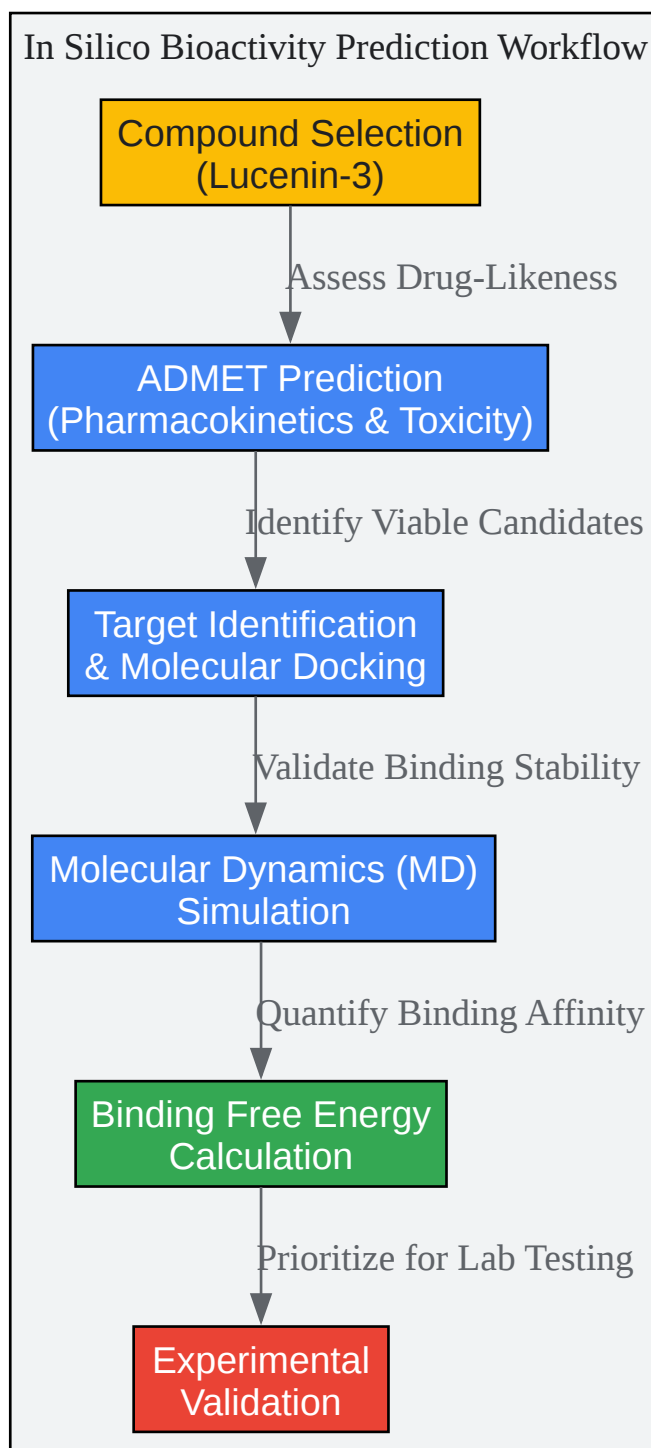 In Silico Bioactivity Prediction Workflow
Compound Selection
(Lucenin-3)
Assess Drug-Likeness
ADMET Prediction
(Pharmacokinetics & Toxicity)
Identify Viable Candidates
Target Identification
& Molecular Docking
Validate Binding Stability
Molecular Dynamics (MD)
Simulation
Quantify Binding Affinity
Binding Free Energy
Calculation
Prioritize for Lab Testing
Experimental
Validation